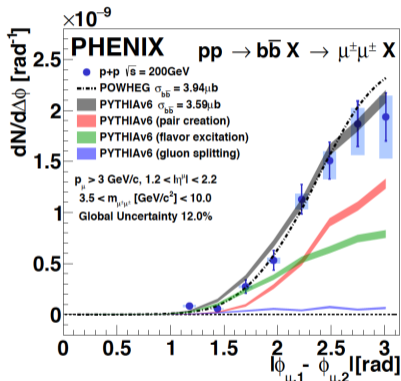 ×10⁻⁹
PHENIX pp → bb̄ X → μ±μ± X
p+p √s = 200GeV
POWHEG σbb̄ = 3.94μb
PYTHIAv6 σbb̄ = 3.59μb
PYTHIAv6 (pair creation)
PYTHIAv6 (flavor excitation)
PYTHIAv6 (gluon splitting)
pμ > 3 GeV/c, 1.2 < |ημ| < 2.2
3.5 < mμ±μ± [GeV/c²] < 10.0
Global Uncertainty 12.0%
dN/dΔϕ [rad⁻¹]
2.5
2
1.5
1
0.5
0
0 0.5 1 1.5 2 2.5 3
|ϕμ,1- ϕμ,2|[rad]